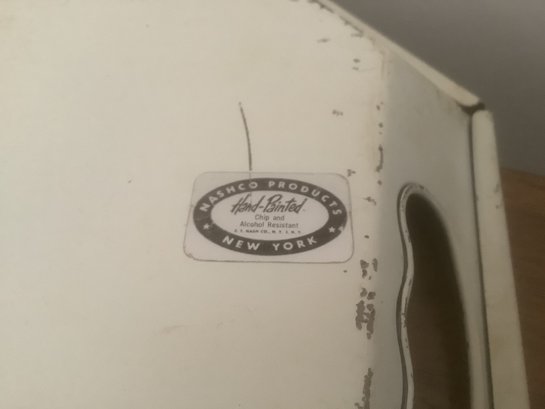 NASHCO PRODUCTS
Hand-Painted
Chip and
Alcohol Resistant
NEW YORK